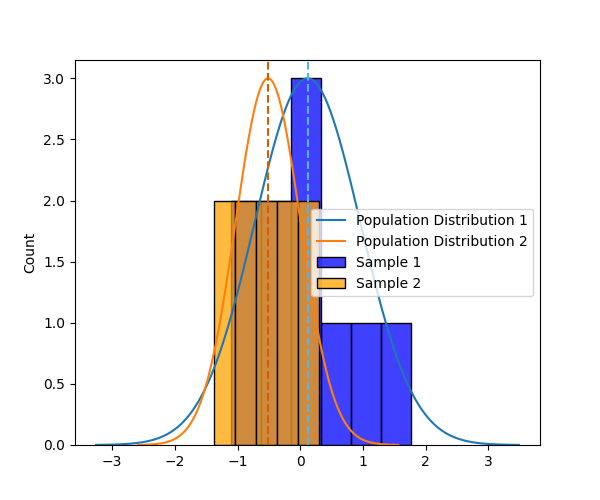 3.0
2.5
2.0
1.5
1.0
0.5
0.0
Count
Population Distribution 1
Population Distribution 2
Sample 1
Sample 2
−3 −2 −1 0 1 2 3